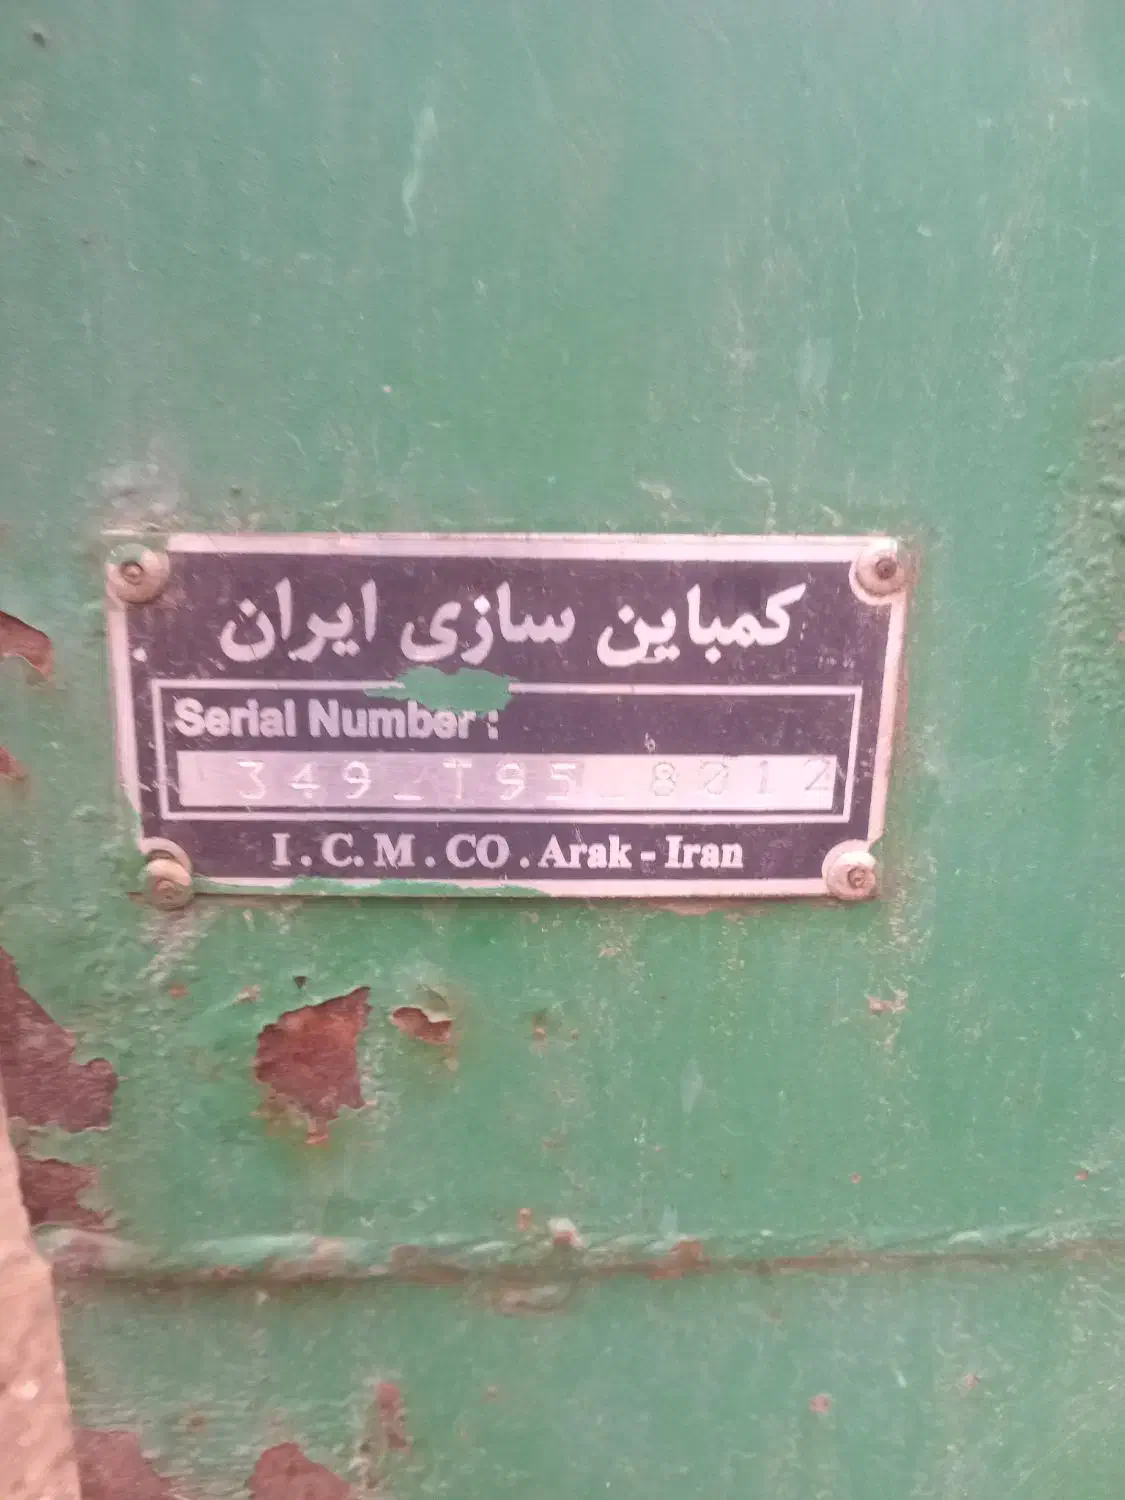 کمباین سازی ایران
Serial Number :
349_T95_8012
I.C.M.CO.Arak-Iran